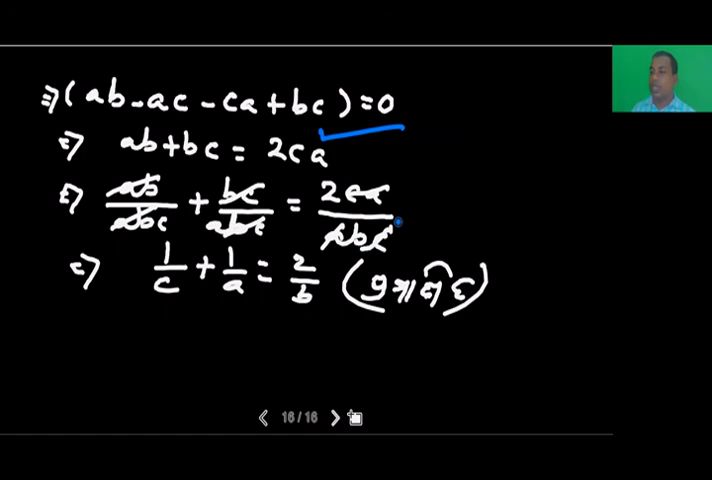 ⇒ (ab - ac - ca + bc) = 0
⇒ ab + bc = 2ca
⇒ ab/abc + bc/abc = 2ca/abc
⇒ 1/c + 1/a = 2/b (প্রমাণিত)
16 / 16